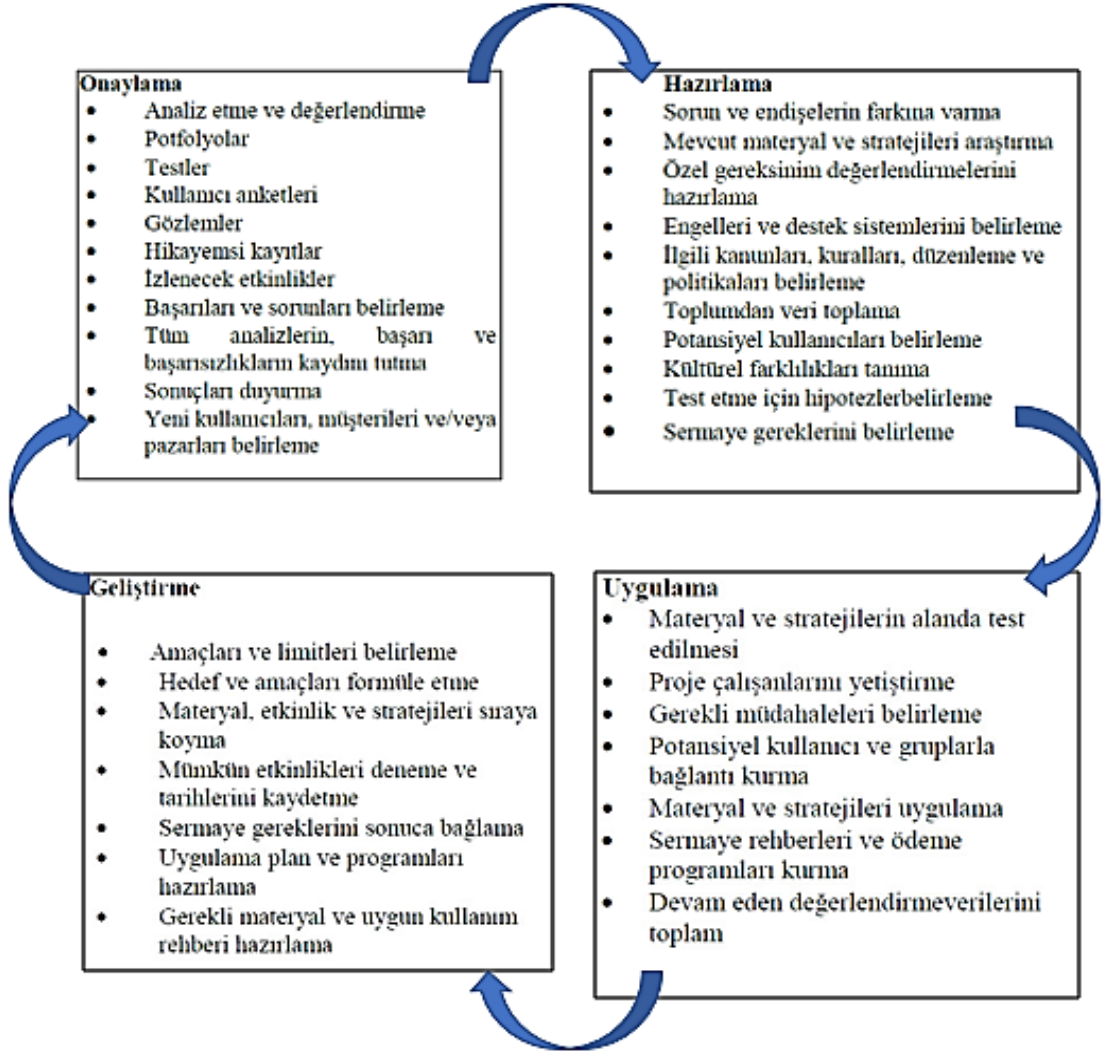 Onaylama
• Analiz etme ve değerlendirme
• Potfolyolar
• Testler
• Kullanıcı anketleri
• Gözlemler
• Hikayemsi kayıtlar
• İzlenecek etkinlikler
• Başarıları ve sorunları belirleme
• Tüm analizlerin, başarı ve
başarısızlıkların kaydını tutma
• Sonuçları duyurma
• Yeni kullanıcıları, müşterileri ve/veya
pazarları belirleme
Hazırlama
• Sorun ve endişelerin farkına varma
• Mevcut materyal ve stratejileri araştırma
• Özel gereksinim değerlendirmelerini
hazırlama
• Engelleri ve destek sistemlerini belirleme
• İlgili kanunları, kuralları, düzenleme ve
politikaları belirleme
• Toplumdan veri toplama
• Potansiyel kullanıcıları belirleme
• Kültürel farklılıkları tanıma
• Test etme için hipotezlerbelirleme
• Sermaye gereklerini belirleme
Geliştirme
• Amaçları ve limitleri belirleme
• Hedef ve amaçları formüle etme
• Materyal, etkinlik ve stratejileri sıraya
koyma
• Mümkün etkinlikleri deneme ve
tarihlerini kaydetme
• Sermaye gereklerini sonuca bağlama
• Uygulama plan ve programları
hazırlama
• Gerekli materyal ve uygun kullanım
rehberi hazırlama
Uygulama
• Materyal ve stratejilerin alanda test
edilmesi
• Proje çalışanlarını yetiştirme
• Gerekli müdahaleleri belirleme
• Potansiyel kullanıcı ve gruplarla
bağlantı kurma
• Materyal ve stratejileri uygulama
• Sermaye rehberleri ve ödeme
programları kurma
• Devam eden değerlendirmeverilerini
toplam